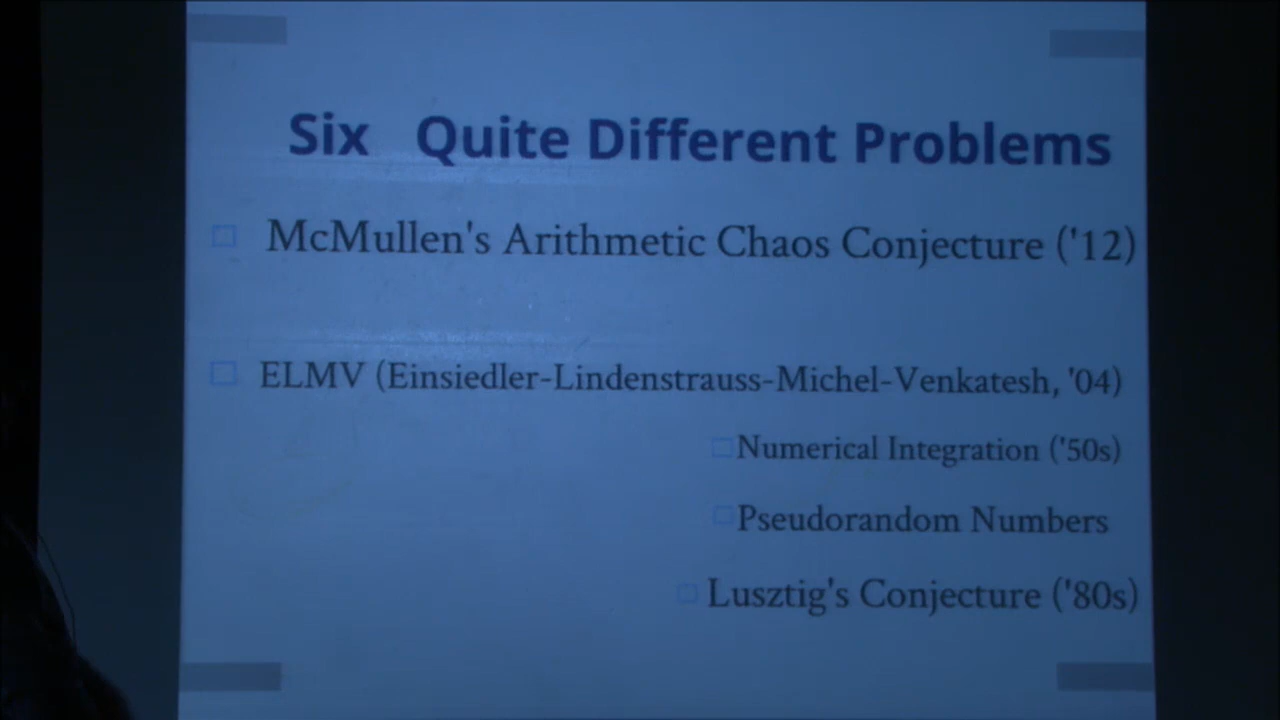 Six Quite Different Problems
McMullen's Arithmetic Chaos Conjecture ('12)
ELMV (Einsiedler-Lindenstrauss-Michel-Venkatesh, '04)
Numerical Integration ('50s)
Pseudorandom Numbers
Lusztig's Conjecture ('80s)